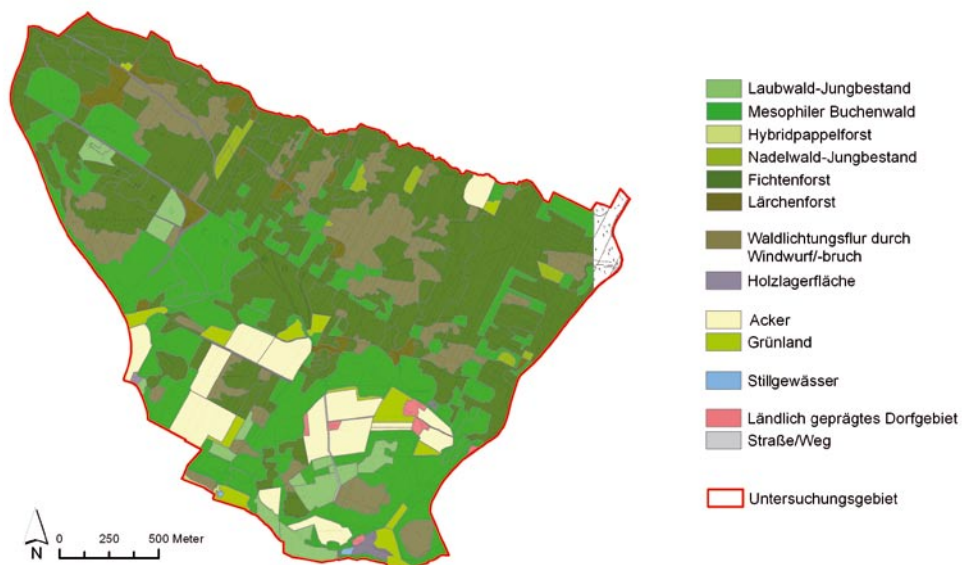 Laubwald-Jungbestand
Mesophiler Buchenwald
Hybridpappelforst
Nadelwald-Jungbestand
Fichtenforst
Lärchenforst
Waldlichtungsflur durch
Windwurf/-bruch
Holzlagerfläche
Acker
Grünland
Stillgewässer
Ländlich geprägtes Dorfgebiet
Straße/Weg
Untersuchungsgebiet
N 0 250 500 Meter